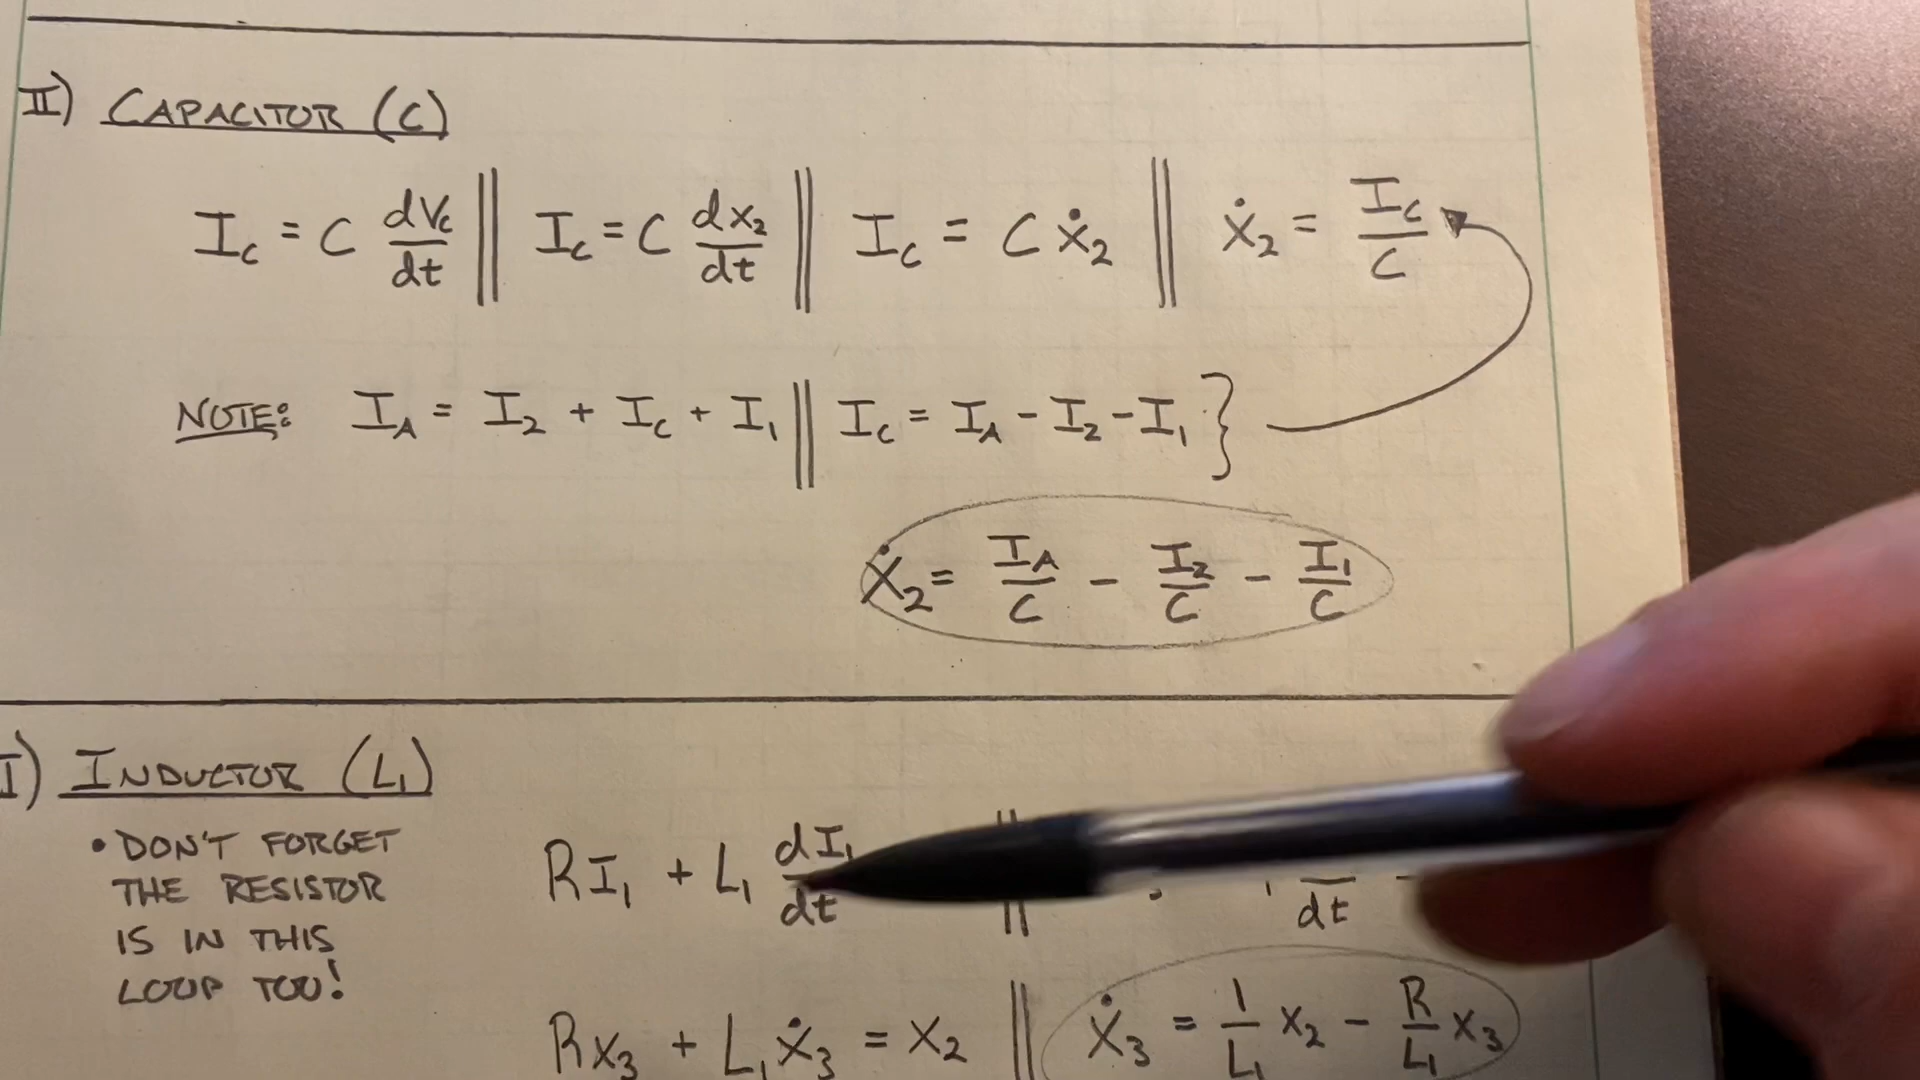 II) CAPACITOR (C)
I_C = C dV_C/dt || I_C = C dx_2/dt || I_C = C ẋ_2 || ẋ_2 = I_C/C
NOTE: I_A = I_2 + I_C + I_1 || I_C = I_A - I_2 - I_1 }
ẋ_2 = I_A/C - I_2/C - I_1/C
I) INDUCTOR (L_1)
• DON'T FORGET
THE RESISTOR
IS IN THIS
LOOP TOO!
RI_1 + L_1 dI_1/dt || dt
Rx_3 + L_1 ẋ_3 = x_2 || ẋ_3 = 1/L_1 x_2 - R/L_1 x_3